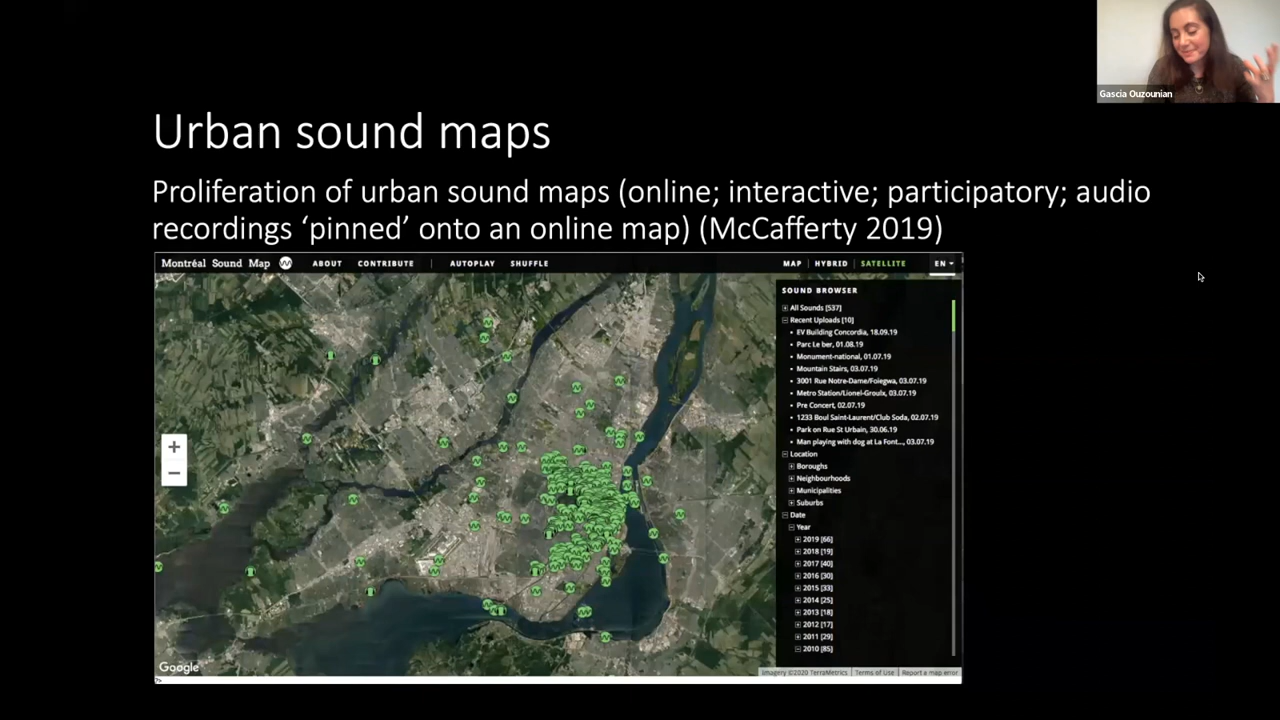 Gascia Ouzounian
Urban sound maps
Proliferation of urban sound maps (online; interactive; participatory; audio
recordings ‘pinned’ onto an online map) (McCafferty 2019)
Montréal Sound Map ABOUT CONTRIBUTE | AUTOPLAY SHUFFLE MAP | HYBRID | SATELLITE EN
SOUND BROWSER
All Sounds [537]
Recent Uploads [10]
EV Building Concordia, 18.09.19
Parc Le ber, 01.08.19
Monument-national, 01.07.19
Mountain Stairs, 03.07.19
3001 Rue Notre-Dame/Foiegwa, 03.07.19
Metro Station/Lionel-Groulx, 03.07.19
Pre Concert, 02.07.19
1233 Boul Saint-Laurent/Club Soda, 02.07.19
Park on Rue St Urbain, 30.06.19
Man playing with dog at La Font..., 03.07.19
Location
Boroughs
Neighbourhoods
Municipalities
Suburbs
Date
Year
2019 [66]
2018 [19]
2017 [40]
2016 [30]
2015 [33]
2014 [25]
2013 [18]
2012 [17]
2011 [29]
2010 [85]
+
−
Google
Imagery ©2020 TerraMetrics | Terms of Use | Report a map error
?>